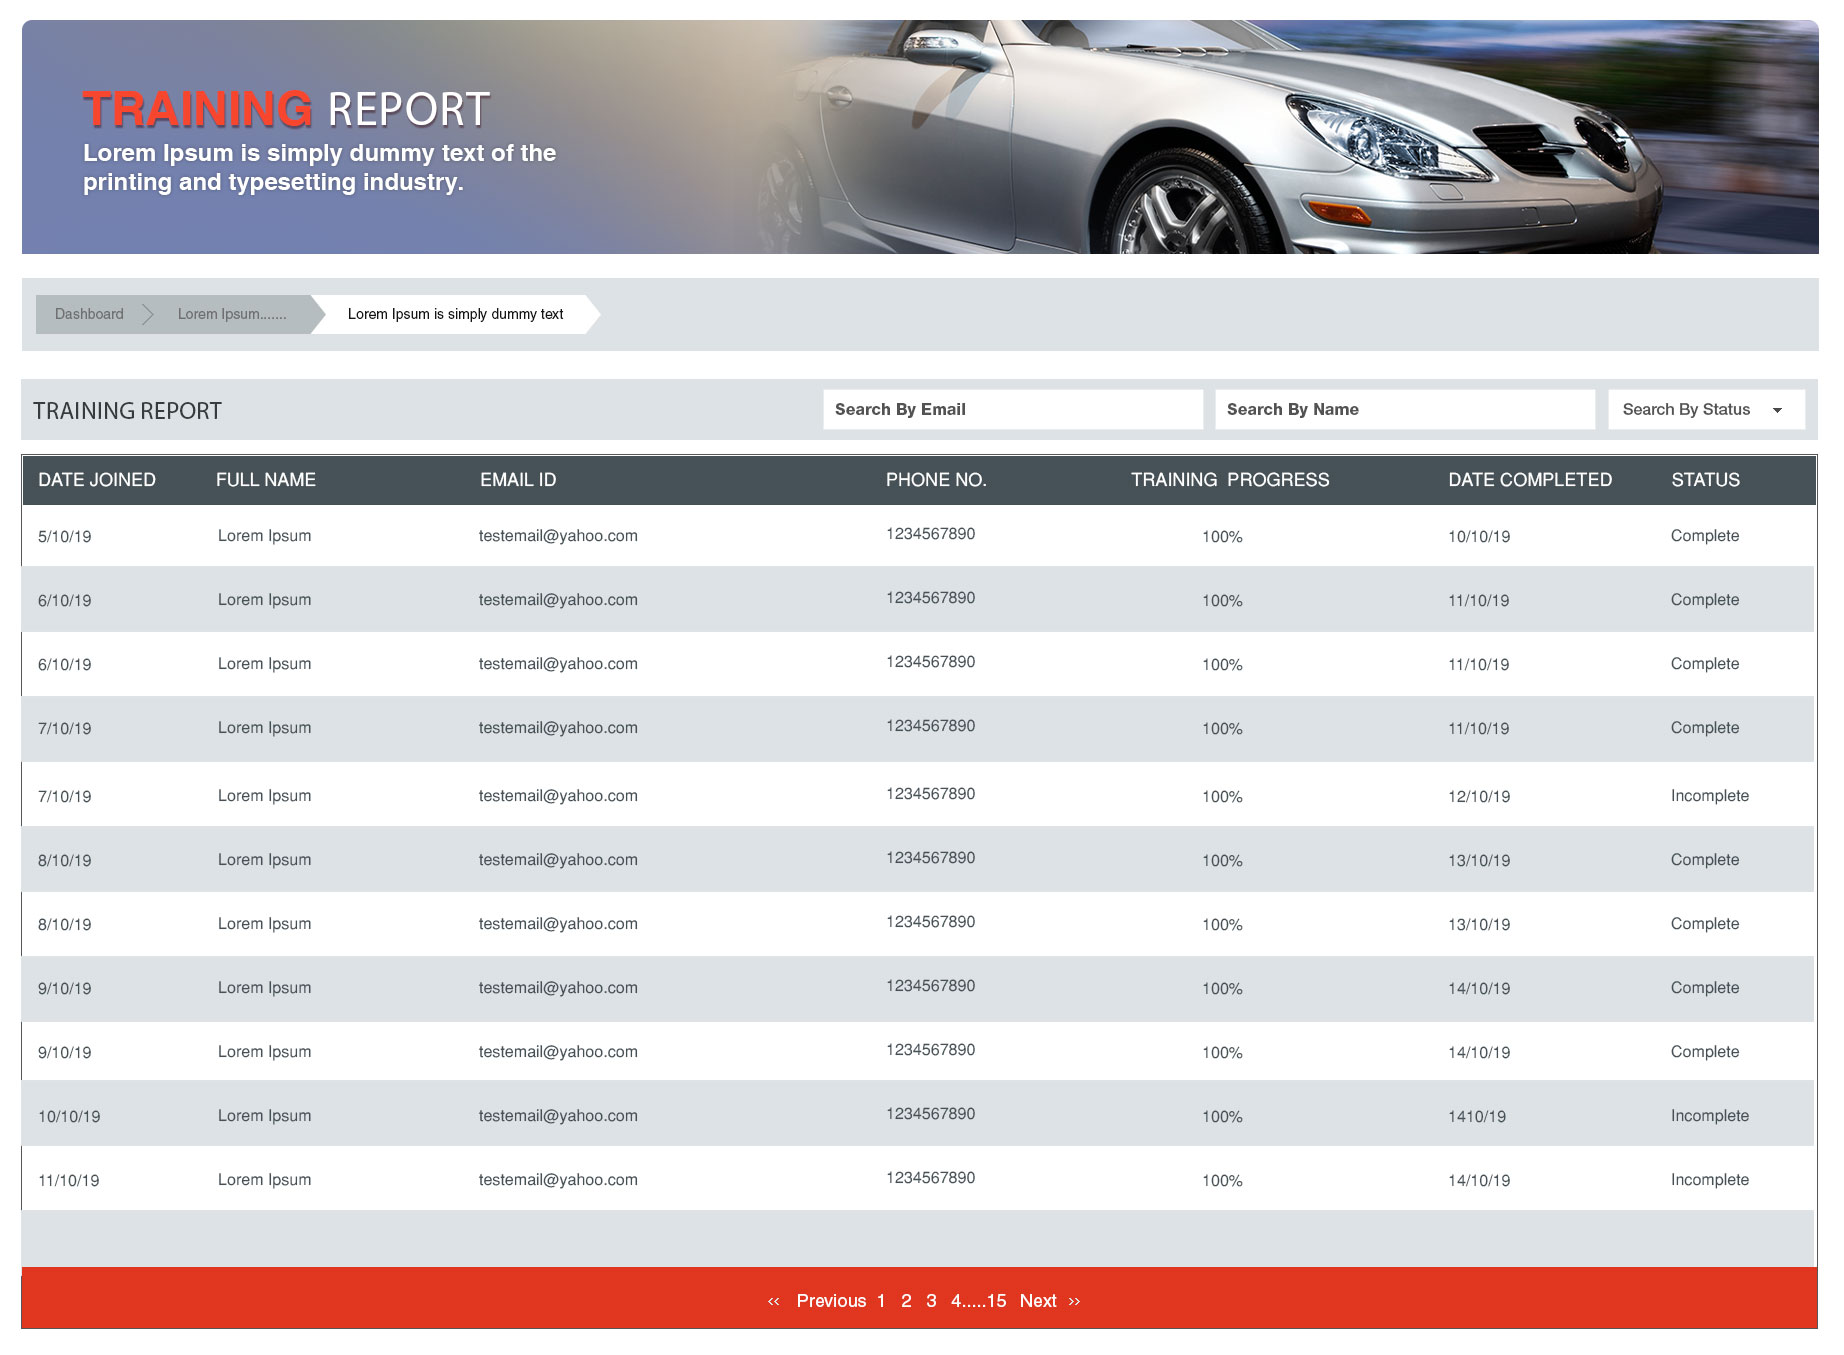 TRAINING REPORT
Lorem Ipsum is simply dummy text of the
printing and typesetting industry.
Dashboard Lorem Ipsum....... Lorem Ipsum is simply dummy text
TRAINING REPORT Search By Email Search By Name Search By Status
DATE JOINED FULL NAME EMAIL ID PHONE NO. TRAINING PROGRESS DATE COMPLETED STATUS
5/10/19 Lorem Ipsum testemail@yahoo.com 1234567890 100% 10/10/19 Complete
6/10/19 Lorem Ipsum testemail@yahoo.com 1234567890 100% 11/10/19 Complete
6/10/19 Lorem Ipsum testemail@yahoo.com 1234567890 100% 11/10/19 Complete
7/10/19 Lorem Ipsum testemail@yahoo.com 1234567890 100% 11/10/19 Complete
7/10/19 Lorem Ipsum testemail@yahoo.com 1234567890 100% 12/10/19 Incomplete
8/10/19 Lorem Ipsum testemail@yahoo.com 1234567890 100% 13/10/19 Complete
8/10/19 Lorem Ipsum testemail@yahoo.com 1234567890 100% 13/10/19 Complete
9/10/19 Lorem Ipsum testemail@yahoo.com 1234567890 100% 14/10/19 Complete
9/10/19 Lorem Ipsum testemail@yahoo.com 1234567890 100% 14/10/19 Complete
10/10/19 Lorem Ipsum testemail@yahoo.com 1234567890 100% 1410/19 Incomplete
11/10/19 Lorem Ipsum testemail@yahoo.com 1234567890 100% 14/10/19 Incomplete
‹‹ Previous 1 2 3 4.....15 Next ››